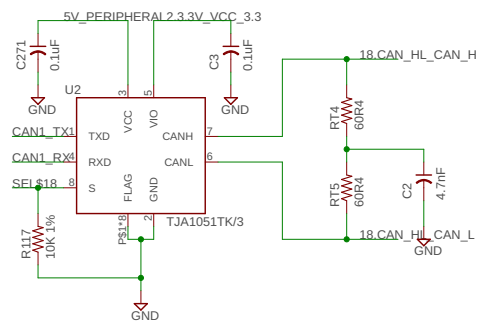 5V_PERIPHERAL2.3.3V_VCC_3.3
C271
0.1uF
C3
0.1uF
18.CAN_HL_CAN_H
GND
GND
U2
3
5
VCC
VIO
RT4
60R4
CAN1_TX
1
TXD
CANH
7
CAN1_RX
4
RXD
CANL
6
SEL$18
8
S
FLAG
GND
RT5
60R4
C2
4.7nF
P$1*8
2
TJA1051TK/3
R117
10K 1%
18.CAN_HL_CAN_L
GND
GND